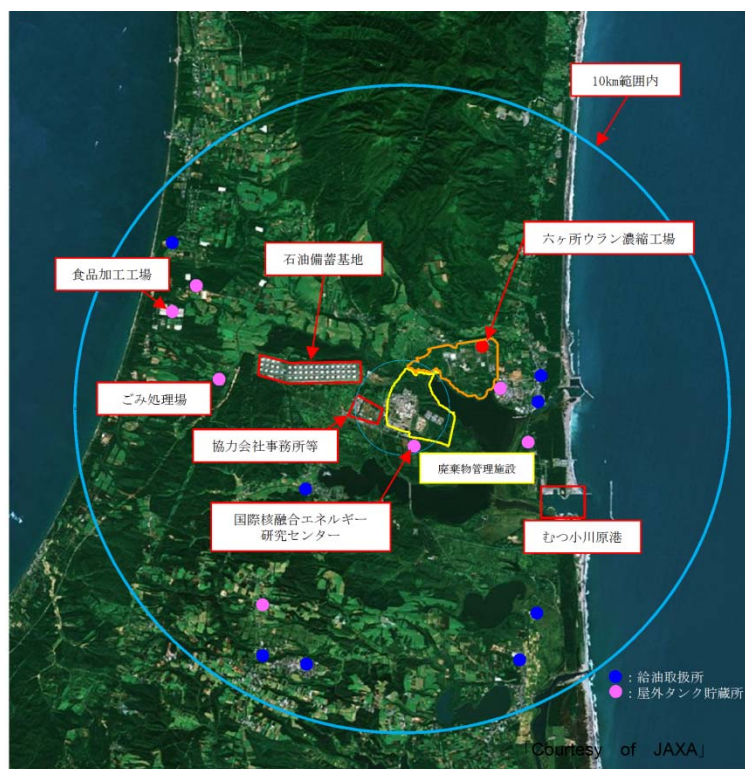 10km範囲内
六ヶ所ウラン濃縮工場
石油備蓄基地
食品加工工場
ごみ処理場
協力会社事務所等
廃棄物管理施設
国際核融合エネルギー
研究センター
むつ小川原港
：給油取扱所
：屋外タンク貯蔵所
「Courtesy of JAXA」